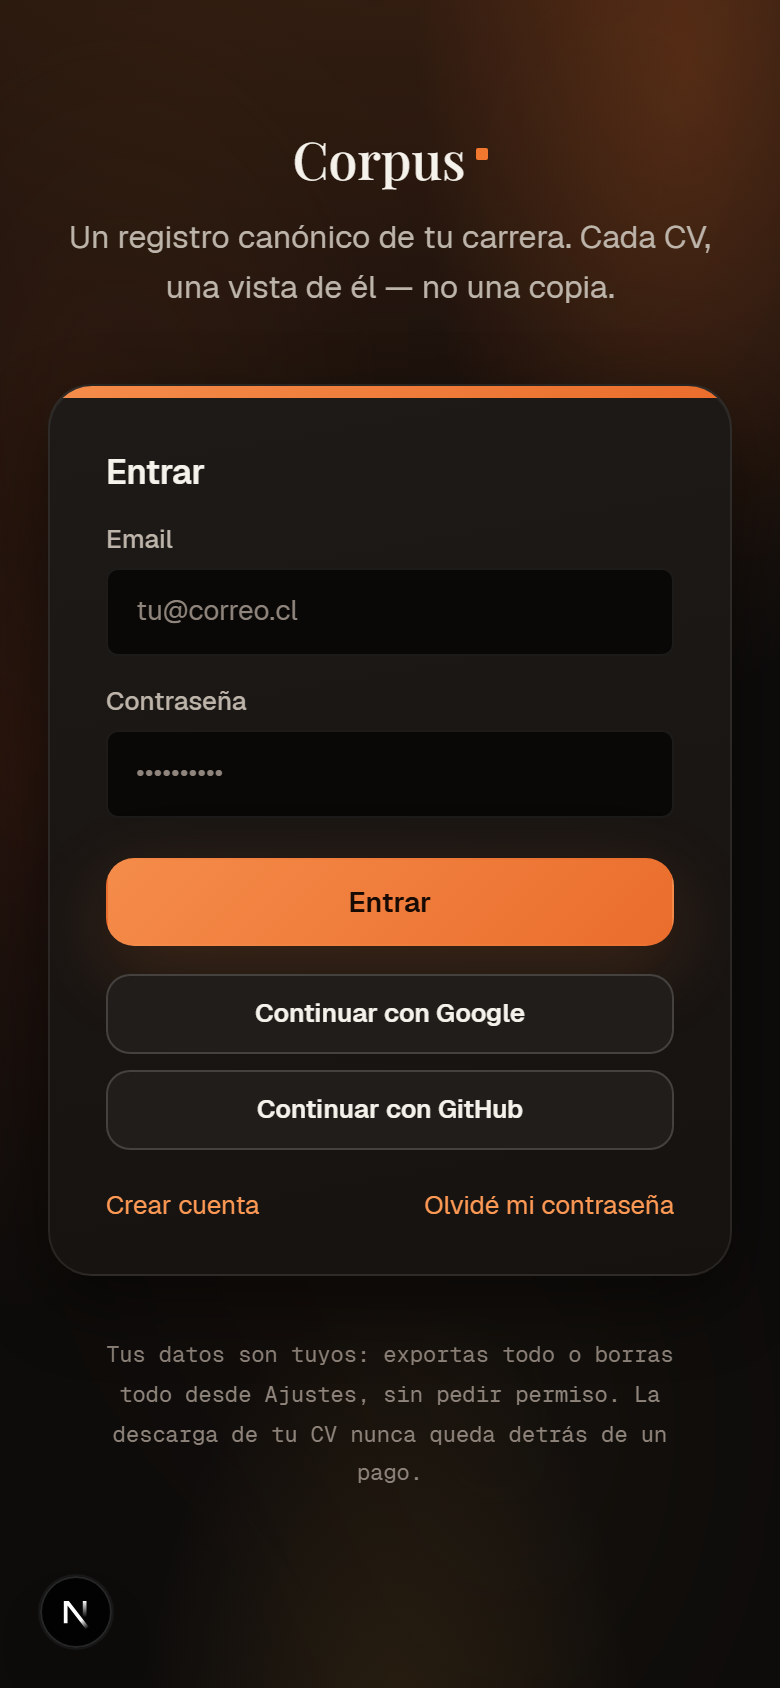 Corpus
Un registro canónico de tu carrera. Cada CV,
una vista de él — no una copia.
Entrar
Email
tu@correo.cl
Contraseña
••••••••••
Entrar
Continuar con Google
Continuar con GitHub
Crear cuenta
Olvidé mi contraseña
Tus datos son tuyos: exportas todo o borras
todo desde Ajustes, sin pedir permiso. La
descarga de tu CV nunca queda detrás de un
pago.
N